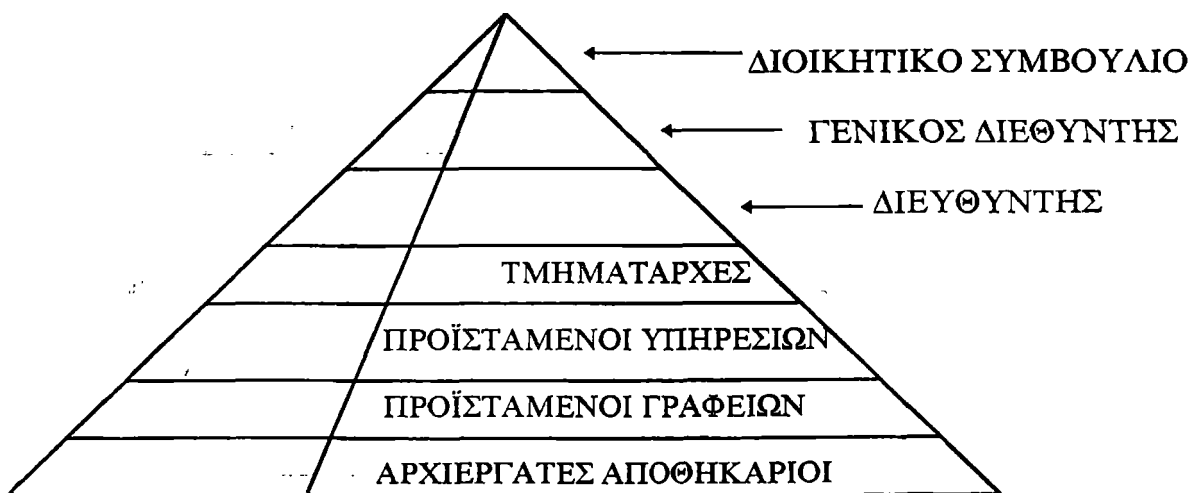 ΔΙΟΙΚΗΤΙΚΟ ΣΥΜΒΟΥΛΙΟ
ΓΕΝΙΚΟΣ ΔΙΕΘΥΝΤΗΣ
ΔΙΕΥΘΥΝΤΗΣ
ΤΜΗΜΑΤΑΡΧΕΣ
ΠΡΟΪΣΤΑΜΕΝΟΙ ΥΠΗΡΕΣΙΩΝ
ΠΡΟΪΣΤΑΜΕΝΟΙ ΓΡΑΦΕΙΩΝ
ΑΡΧΙΕΡΓΑΤΕΣ ΑΠΟΘΗΚΑΡΙΟΙ